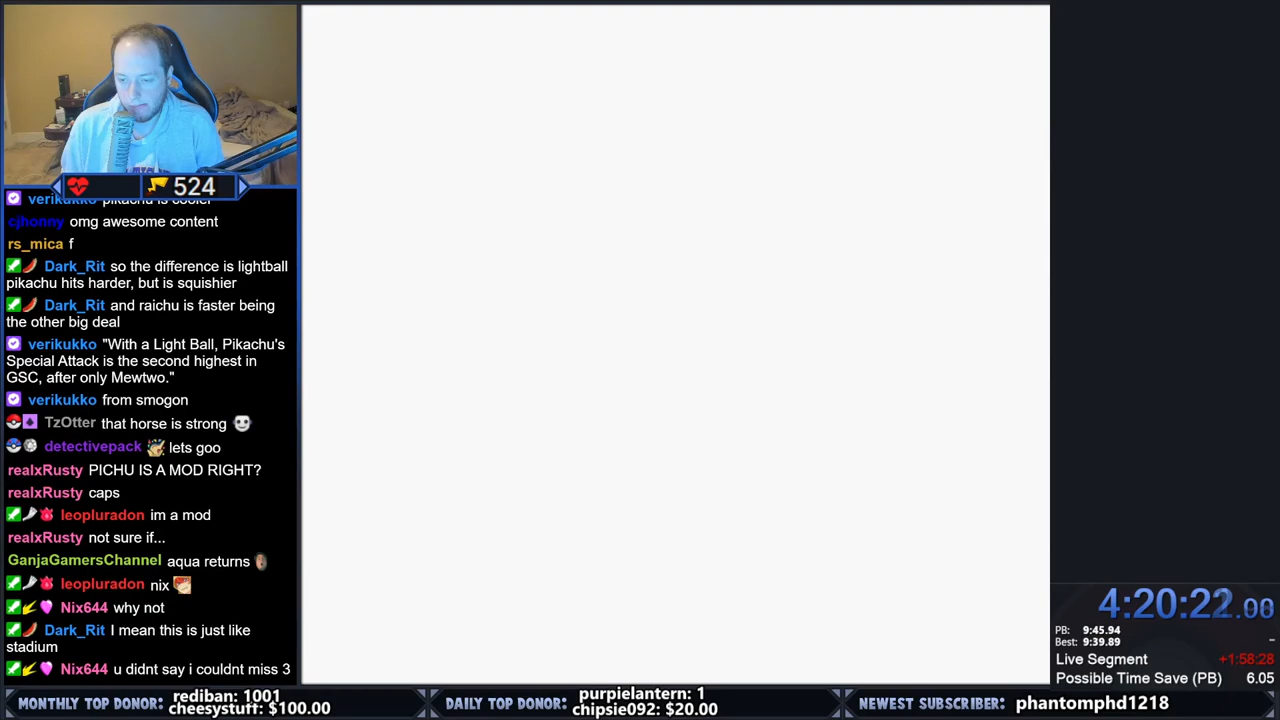 524
verikukko pikachu is cooler
cjhonny omg awesome content
rs_mica f
Dark_Rit so the difference is lightball
pikachu hits harder, but is squishier
Dark_Rit and raichu is faster being
the other big deal
verikukko "With a Light Ball, Pikachu's
Special Attack is the second highest in
GSC, after only Mewtwo."
verikukko from smogon
TzOtter that horse is strong
detectivepack lets goo
realxRusty PICHU IS A MOD RIGHT?
realxRusty caps
leopluradon im a mod
realxRusty not sure if...
GanjaGamersChannel aqua returns
leopluradon nix
Nix644 why not
Dark_Rit I mean this is just like
stadium
Nix644 u didnt say i couldnt miss 3
4:20:22.08
PB: 9:45.94
Best: 9:39.89 -
Live Segment +1:58:28
Possible Time Save (PB) 6.05
MONTHLY TOP DONOR: rediban: 1001
cheesystuff: $100.00
DAILY TOP DONOR: purpielantern: 1
chipsie092: $20.00
NEWEST SUBSCRIBER: phantomphd1218